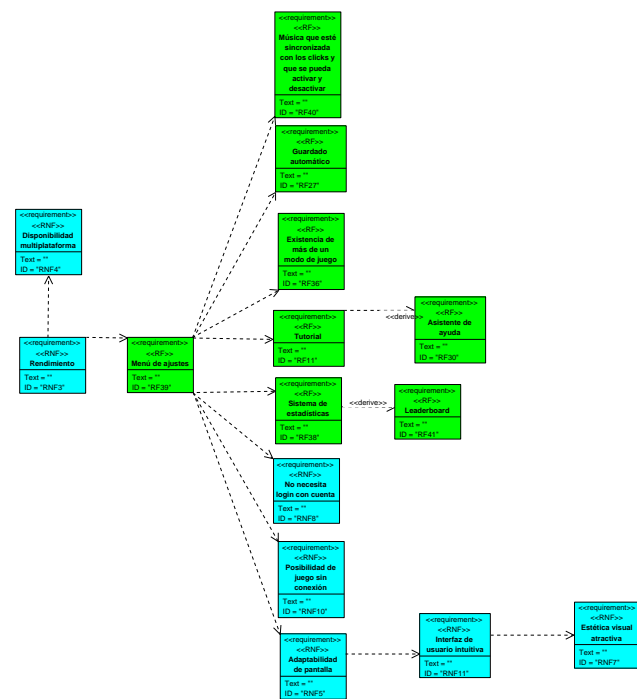 <<requirement>>
<<RF>>
Música que esté
sincronizada
con los clicks y
que se pueda
activar y
desactivar
Text = ""
ID = "RF40"
<<requirement>>
<<RF>>
Guardado
automático
Text = ""
ID = "RF27"
<<requirement>>
<<RNF>>
Disponibilidad
multiplataforma
Text = ""
ID = "RNF4"
<<requirement>>
<<RF>>
Existencia de
más de un
modo de juego
Text = ""
ID = "RF36"
<<requirement>>
<<RNF>>
Rendimiento
Text = ""
ID = "RNF3"
<<requirement>>
<<RF>>
Menú de ajustes
Text = ""
ID = "RF39"
<<requirement>>
<<RF>>
Tutorial
Text = ""
ID = "RF11"
<<derive>>
<<requirement>>
<<RF>>
Asistente de
ayuda
Text = ""
ID = "RF30"
<<requirement>>
<<RF>>
Sistema de
estadísticas
Text = ""
ID = "RF38"
<<derive>>
<<requirement>>
<<RF>>
Leaderboard
Text = ""
ID = "RF41"
<<requirement>>
<<RNF>>
No necesita
login con cuenta
Text = ""
ID = "RNF8"
<<requirement>>
<<RNF>>
Posibilidad de
juego sin
conexión
Text = ""
ID = "RNF10"
<<requirement>>
<<RNF>>
Adaptabilidad
de pantalla
Text = ""
ID = "RNF5"
<<requirement>>
<<RNF>>
Interfaz de
usuario intuitiva
Text = ""
ID = "RNF11"
<<requirement>>
<<RNF>>
Estética visual
atractiva
Text = ""
ID = "RNF7"